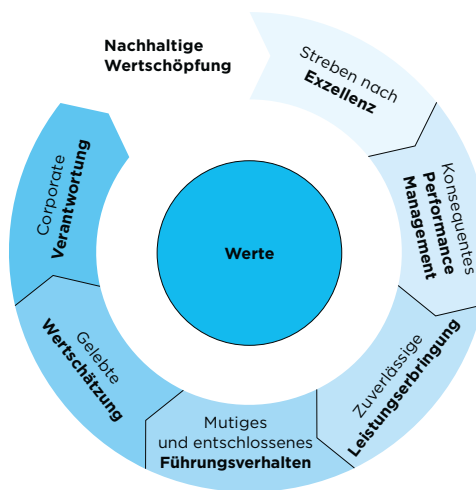 Nachhaltige
Wertschöpfung
Streben nach
Exzellenz
Konsequentes
Performance
Management
Zuverlässige
Leistungserbringung
Mutiges
und entschlossenes
Führungsverhalten
Gelebte
Wertschätzung
Corporate
Verantwortung
Werte